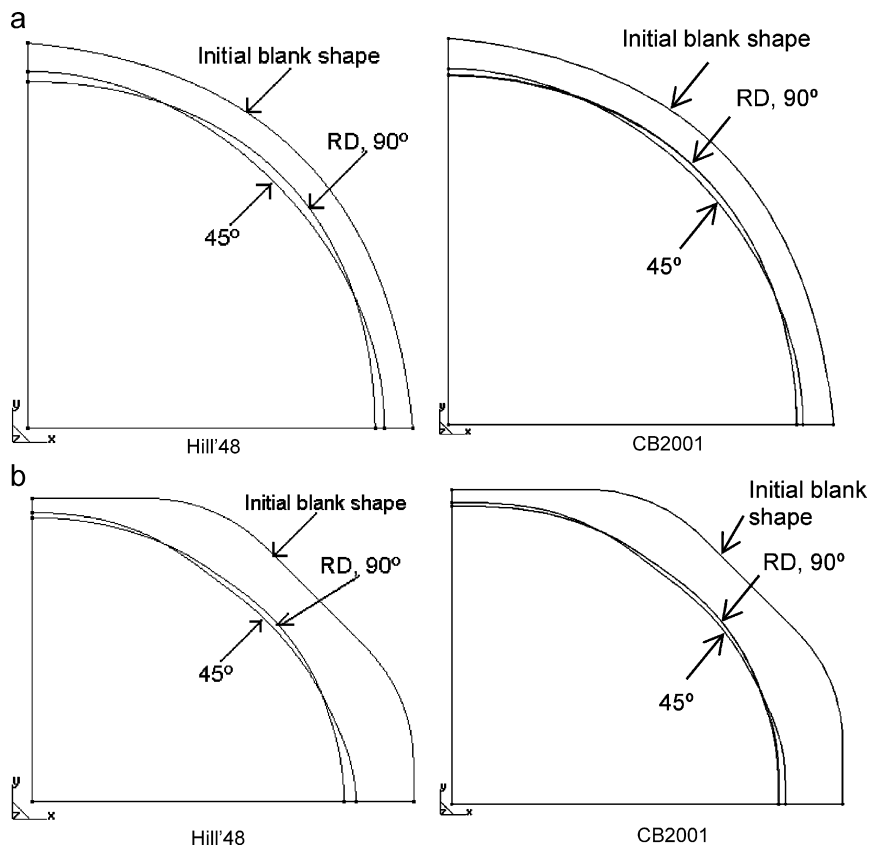 a
Initial blank shape
RD, 90º
45º
y
z x
Hill'48
Initial blank shape
RD, 90º
45º
y
z x
CB2001
b
Initial blank shape
RD, 90º
45º
y
z x
Hill'48
Initial blank
shape
RD, 90º
45º
y
z x
CB2001